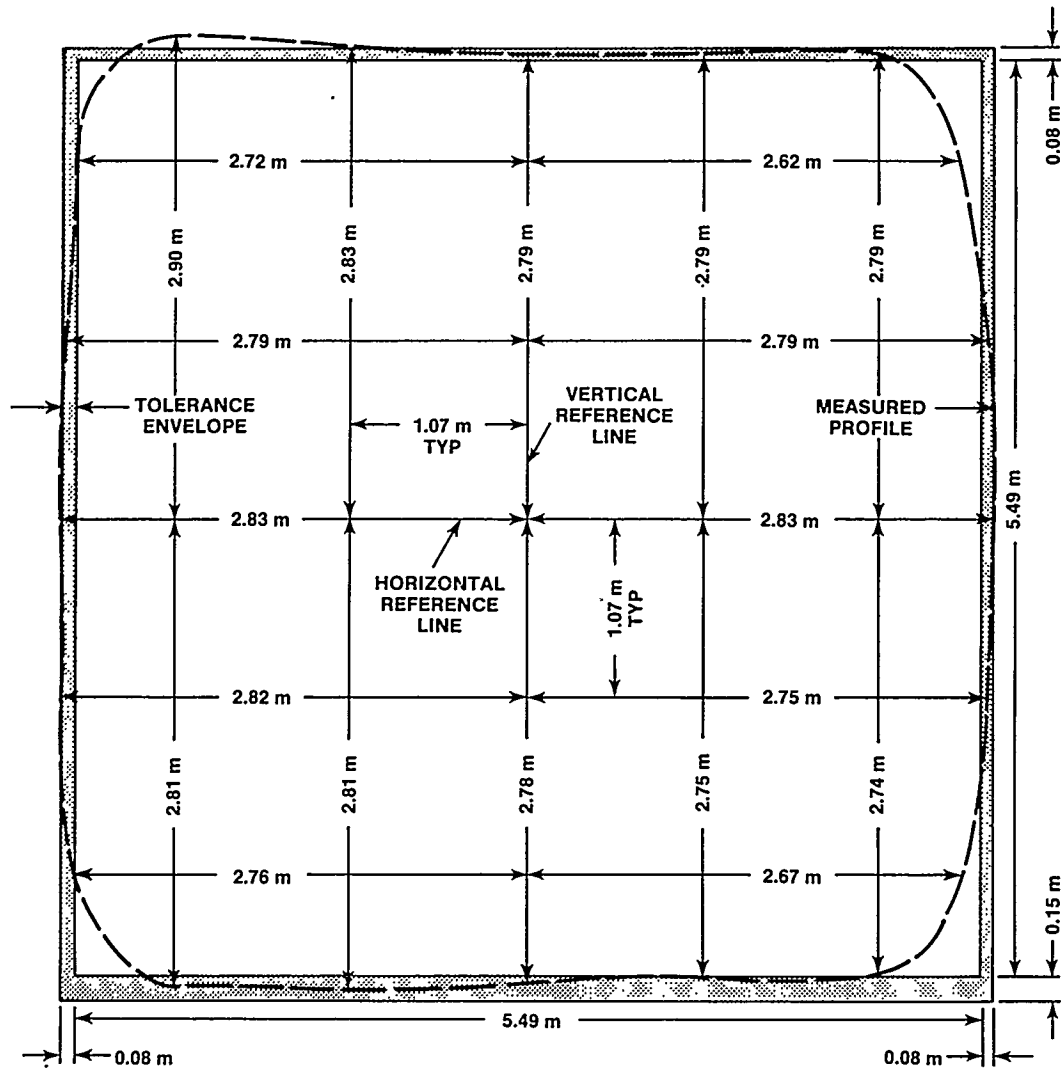 0.08 m
2.72 m
2.62 m
2.90 m
2.83 m
2.79 m
2.79 m
2.79 m
2.79 m
2.79 m
TOLERANCE
ENVELOPE
1.07 m
TYP
VERTICAL
REFERENCE
LINE
MEASURED
PROFILE
5.49 m
2.83 m
2.83 m
HORIZONTAL
REFERENCE
LINE
1.07 m
TYP
2.82 m
2.75 m
2.81 m
2.81 m
2.78 m
2.75 m
2.74 m
2.76 m
2.67 m
0.15 m
5.49 m
0.08 m
0.08 m